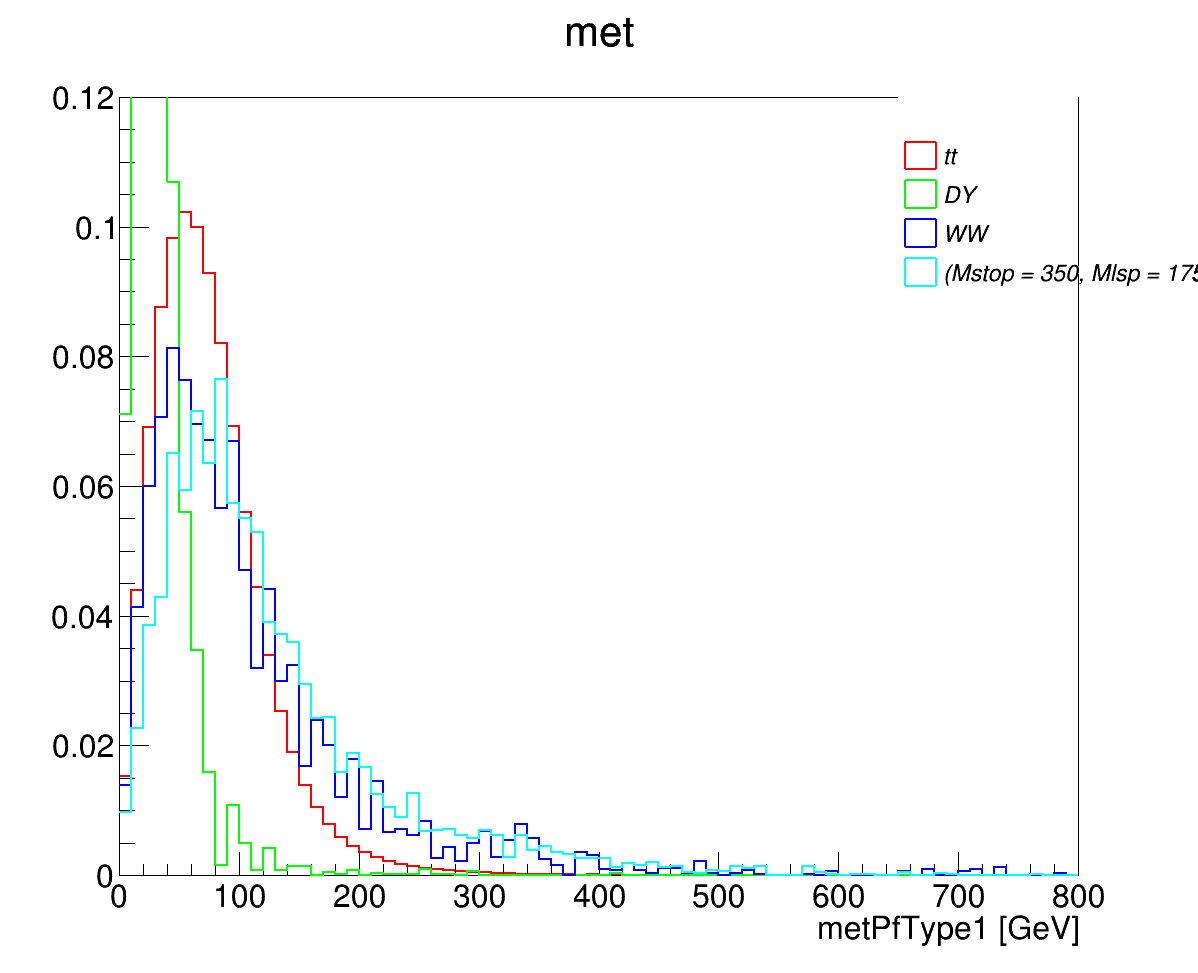 met
0.12
0.1
0.08
0.06
0.04
0.02
0
tt
DY
WW
(Mstop = 350, Mlsp = 175
0 100 200 300 400 500 600 700 800
metPfType1 [GeV]